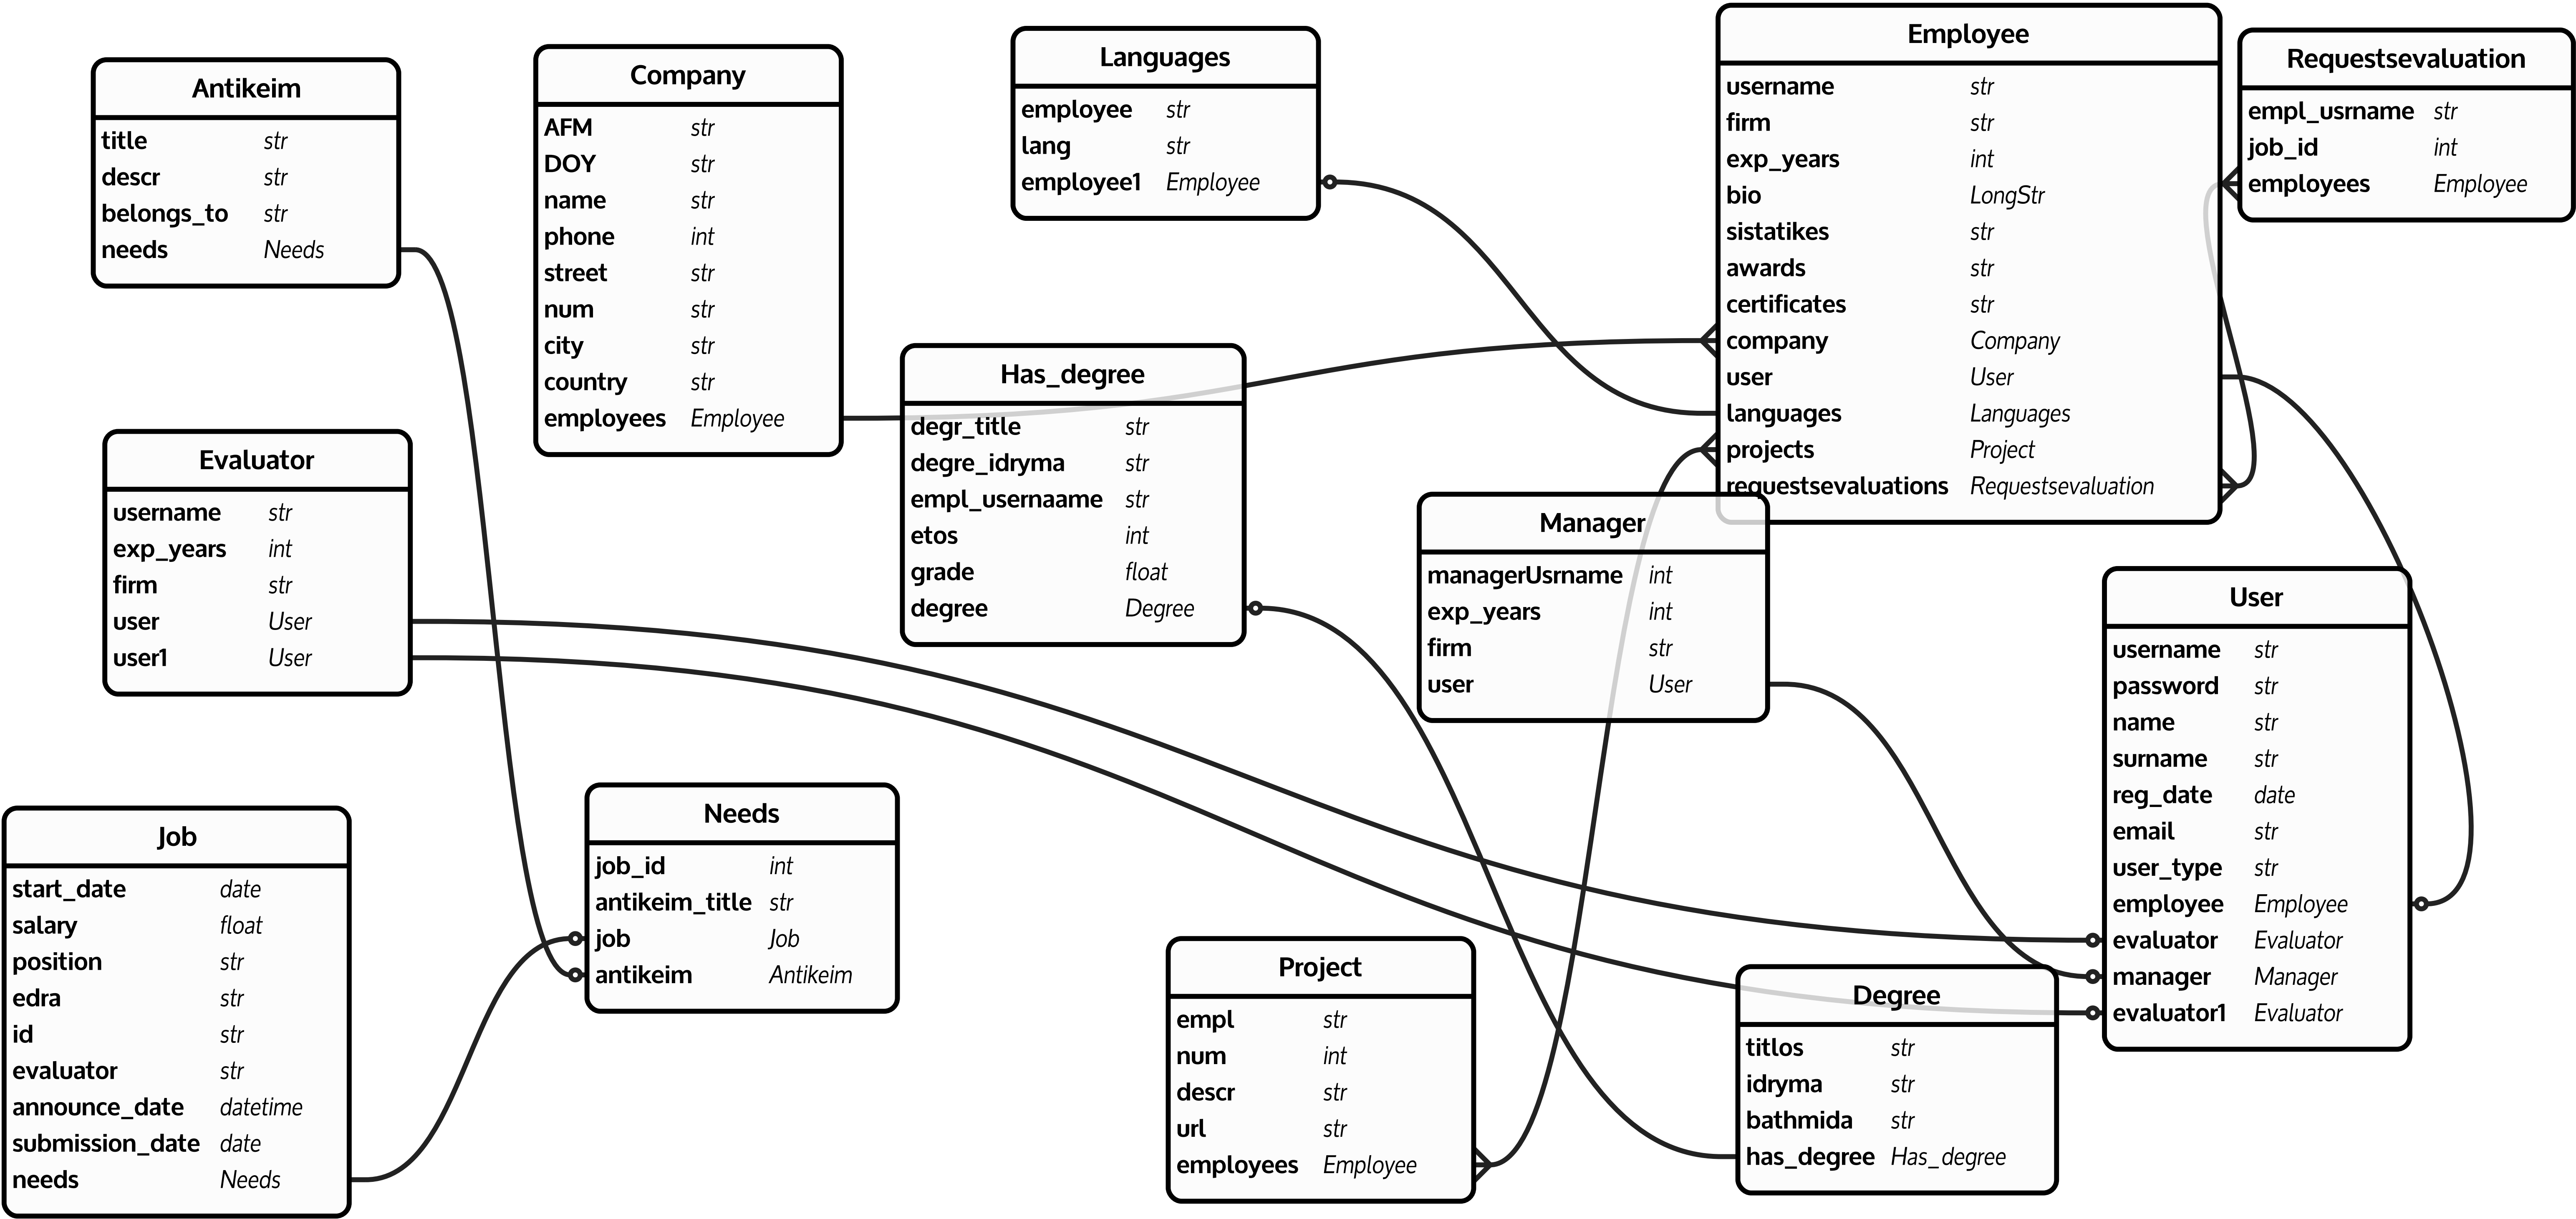 Antikeim
title str
descr str
belongs_to str
needs Needs
Company
AFM str
DOY str
name str
phone int
street str
num str
city str
country str
employees Employee
Languages
employee str
lang str
employee1 Employee
Employee
username str
firm str
exp_years int
bio LongStr
sistatikes str
awards str
certificates str
company Company
user User
languages Languages
projects Project
requestsevaluations Requestsevaluation
Requestsevaluation
empl_usrname str
job_id int
employees Employee
Has_degree
degr_title str
degre_idryma str
empl_usernaame str
etos int
grade float
degree Degree
Evaluator
username str
exp_years int
firm str
user User
user1 User
Manager
managerUsrname int
exp_years int
firm str
user User
User
username str
password str
name str
surname str
reg_date date
email str
user_type str
employee Employee
evaluator Evaluator
manager Manager
evaluator1 Evaluator
Job
start_date date
salary float
position str
edra str
id str
evaluator str
announce_date datetime
submission_date date
needs Needs
Needs
job_id int
antikeim_title str
job Job
antikeim Antikeim
Project
empl str
num int
descr str
url str
employees Employee
Degree
titlos str
idryma str
bathmida str
has_degree Has_degree